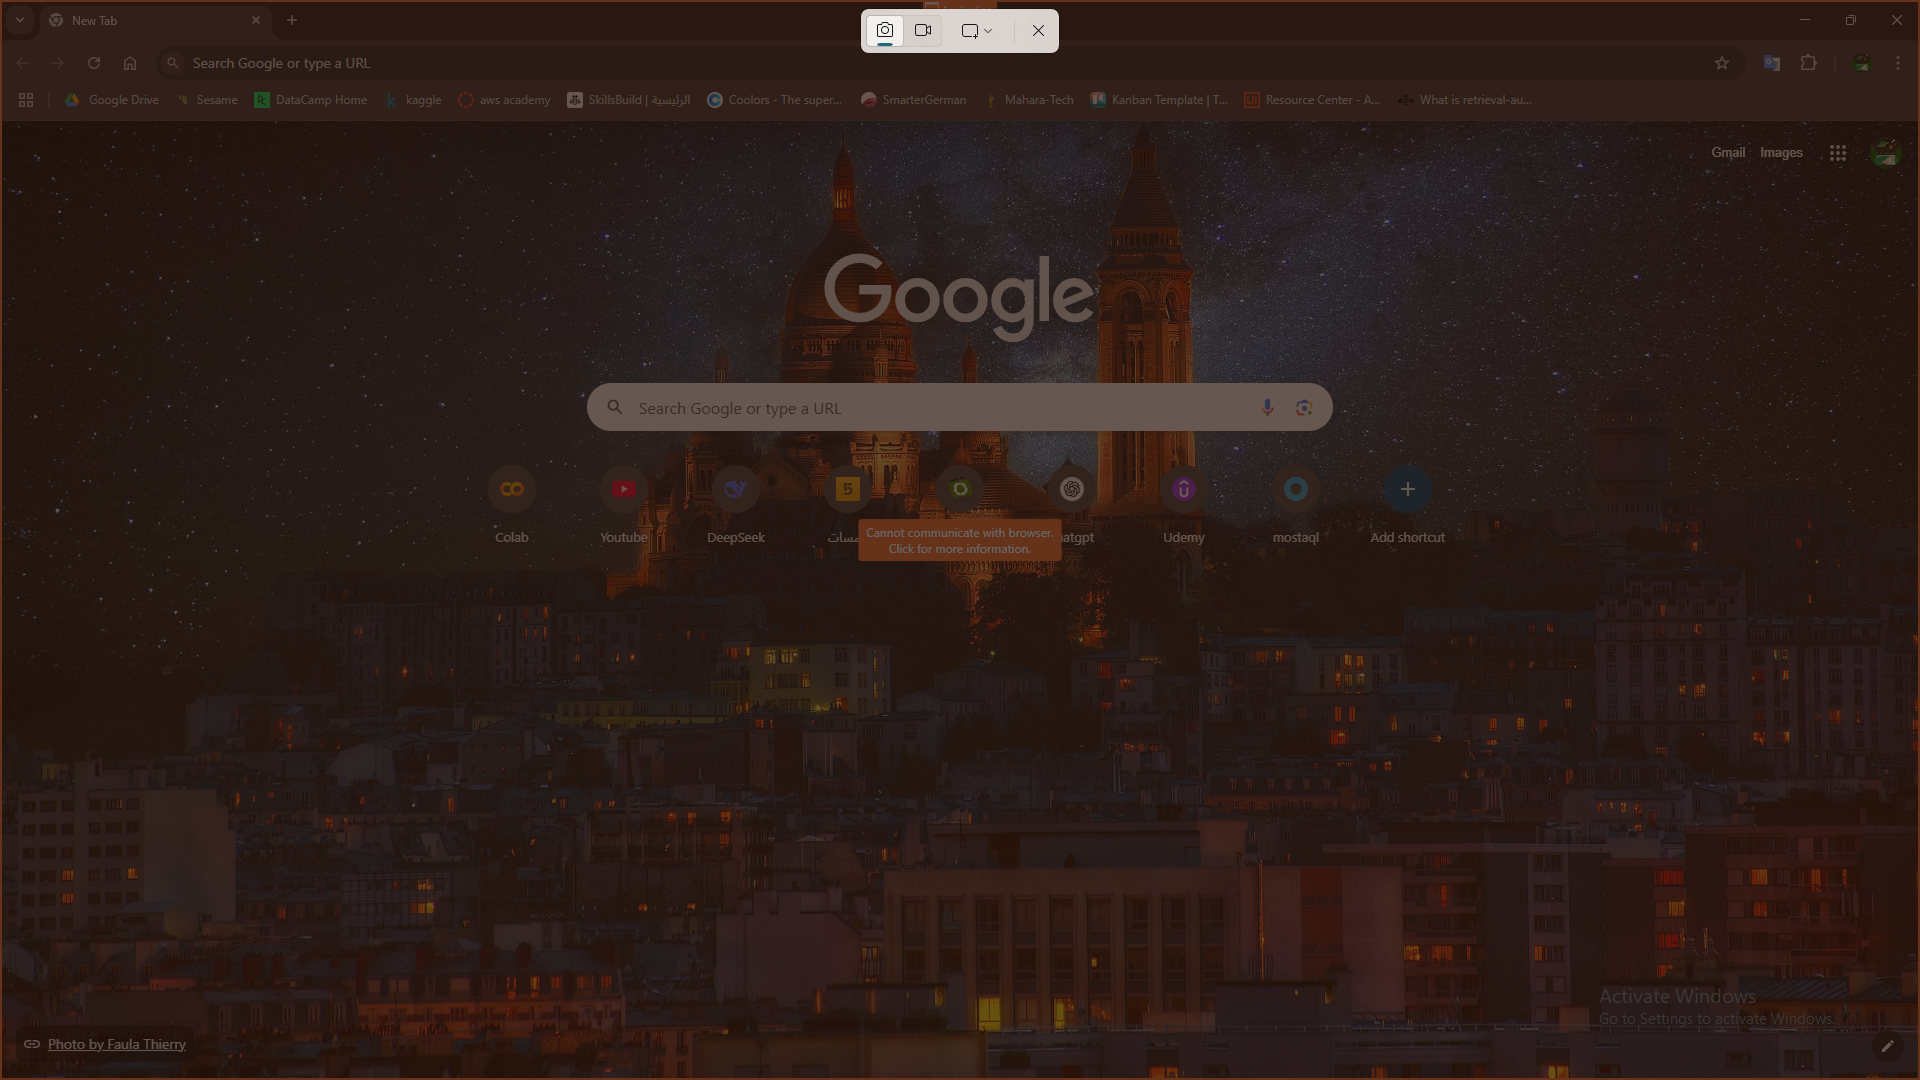 New Tab
Search Google or type a URL
Google Drive
Sesame
DataCamp Home
kaggle
aws academy
SkillsBuild | الرئيسية
Coolors - The super...
SmarterGerman
Mahara-Tech
Kanban Template | T...
Resource Center - A...
What is retrieval-au...
Gmail Images
Google
Search Google or type a URL
Colab
Youtube
DeepSeek
5
Udemy
mostaql
Add shortcut
Cannot communicate with browser.
Click for more information.
Activate Windows
Go to Settings to activate Windows.
Photo by Faula Thierry